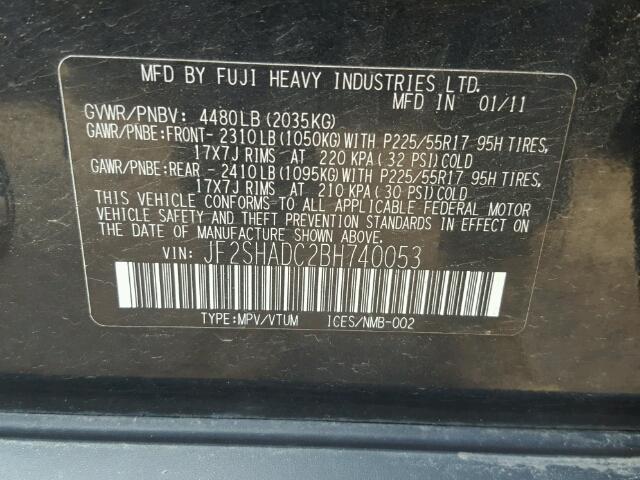 MFD BY FUJI HEAVY INDUSTRIES LTD.
MFD IN 01/11
GVWR/PNBV: 4480LB(2035KG)
GAWR/PNBE:FRONT- 2310LB(1050KG)WITH P225/55R17 95H TIRES,
17X7J RIMS AT 220 KPA(32 PSI)COLD
GAWR/PNBE:REAR - 2410LB(1095KG)WITH P225/55R17 95H TIRES,
17X7J RIMS AT 210 KPA(30 PSI)COLD
THIS VEHICLE CONFORMS TO ALL APPLICABLE FEDERAL MOTOR
VEHICLE SAFETY AND THEFT PREVENTION STANDARDS IN EFFECT ON
THE DATE OF MANUFACTURE SHOWN ABOVE.
VIN: JF2SHADC2BH740053
TYPE:MPV/VTUM ICES/NMB-002